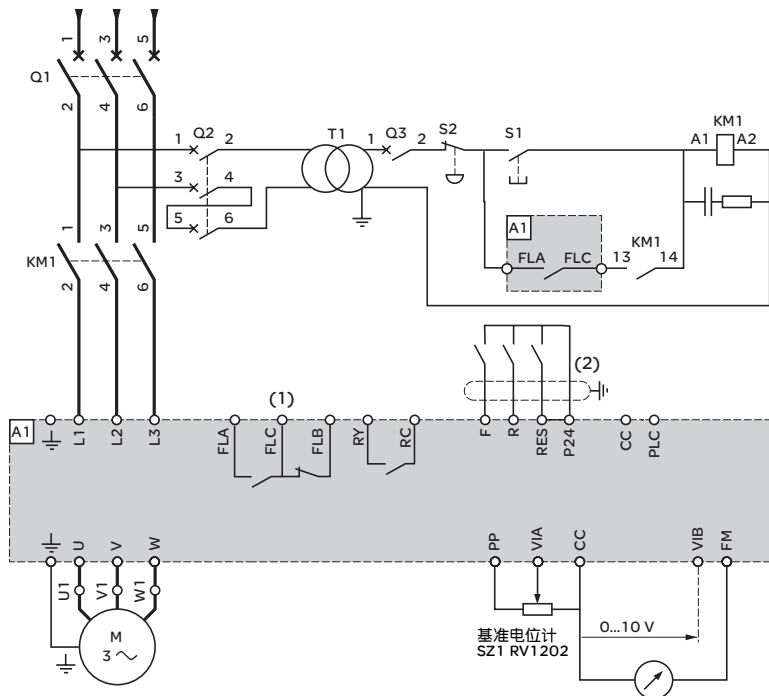 1 3 5
Q1
2 4 6
1 Q2 2
3 4
5 6
T1
1 Q3 2
S2
S1
KM1
A1 A2
A1
FLA FLC
13 KM1 14
1 3 5
KM1
2 4 6
(1)
(2)
A1
L1 L2 L3
FLA FLC FLB RY RC
F R RES P24 CC PLC
U V W
PP VIA CC VIB FM
U1 V1 W1
M
3
0...10 V
基准电位计
SZ1 RV1202